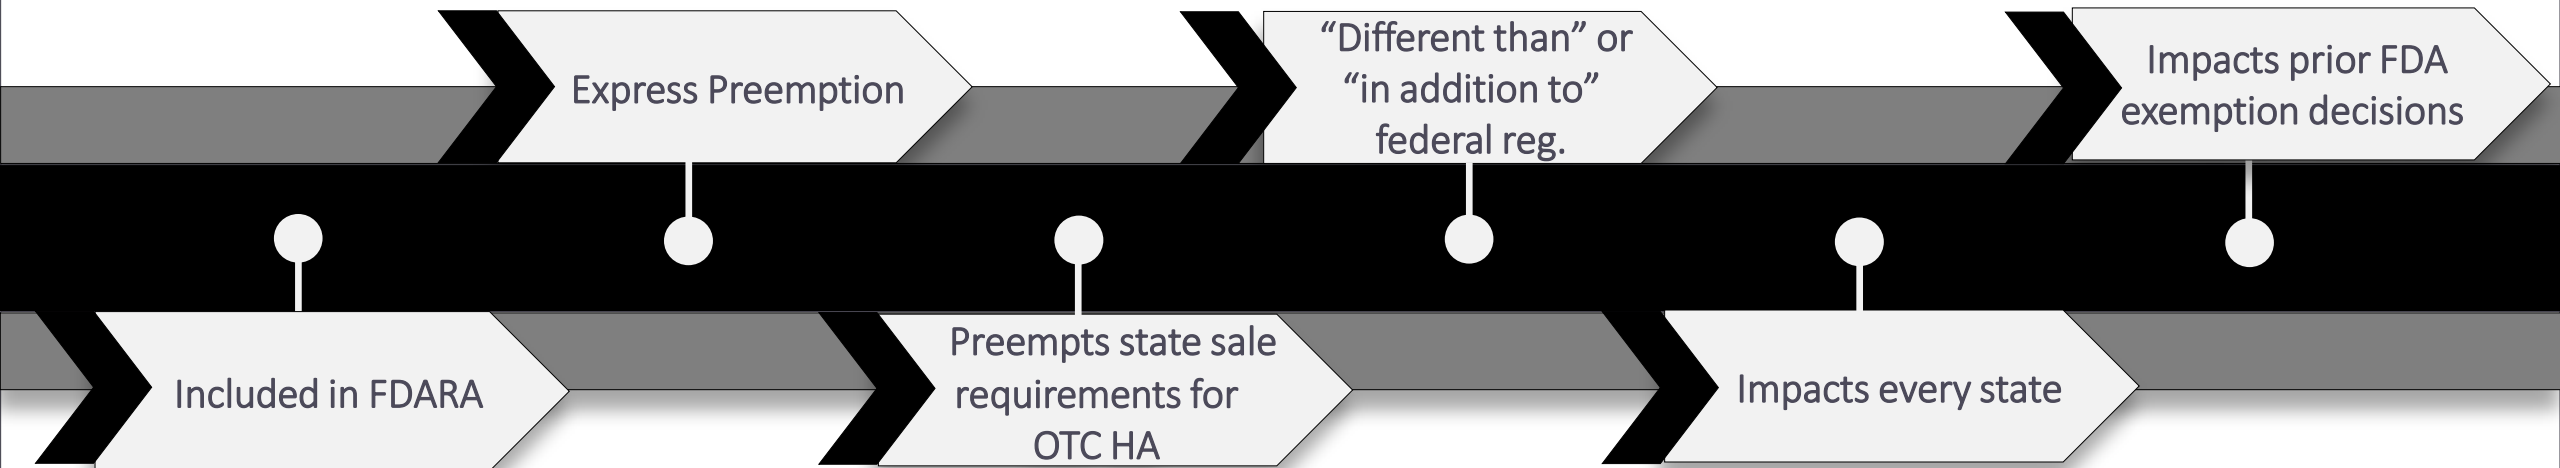 Included in FDARA
Express Preemption
Preempts state sale
requirements for
OTC HA
“Different than” or
“in addition to”
federal reg.
Impacts every state
Impacts prior FDA
exemption decisions